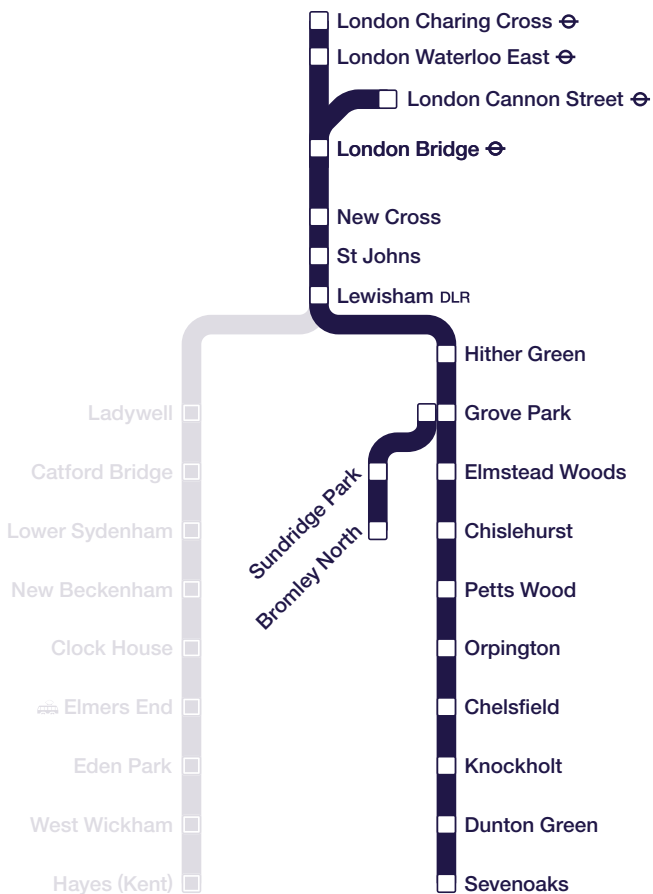 London Charing Cross
London Waterloo East
London Cannon Street
London Bridge
New Cross
St Johns
Lewisham DLR
Hither Green
Ladywell
Grove Park
Catford Bridge
Sundridge Park
Elmstead Woods
Lower Sydenham
Bromley North
Chislehurst
New Beckenham
Petts Wood
Clock House
Orpington
Elmers End
Chelsfield
Eden Park
Knockholt
West Wickham
Dunton Green
Hayes (Kent)
Sevenoaks